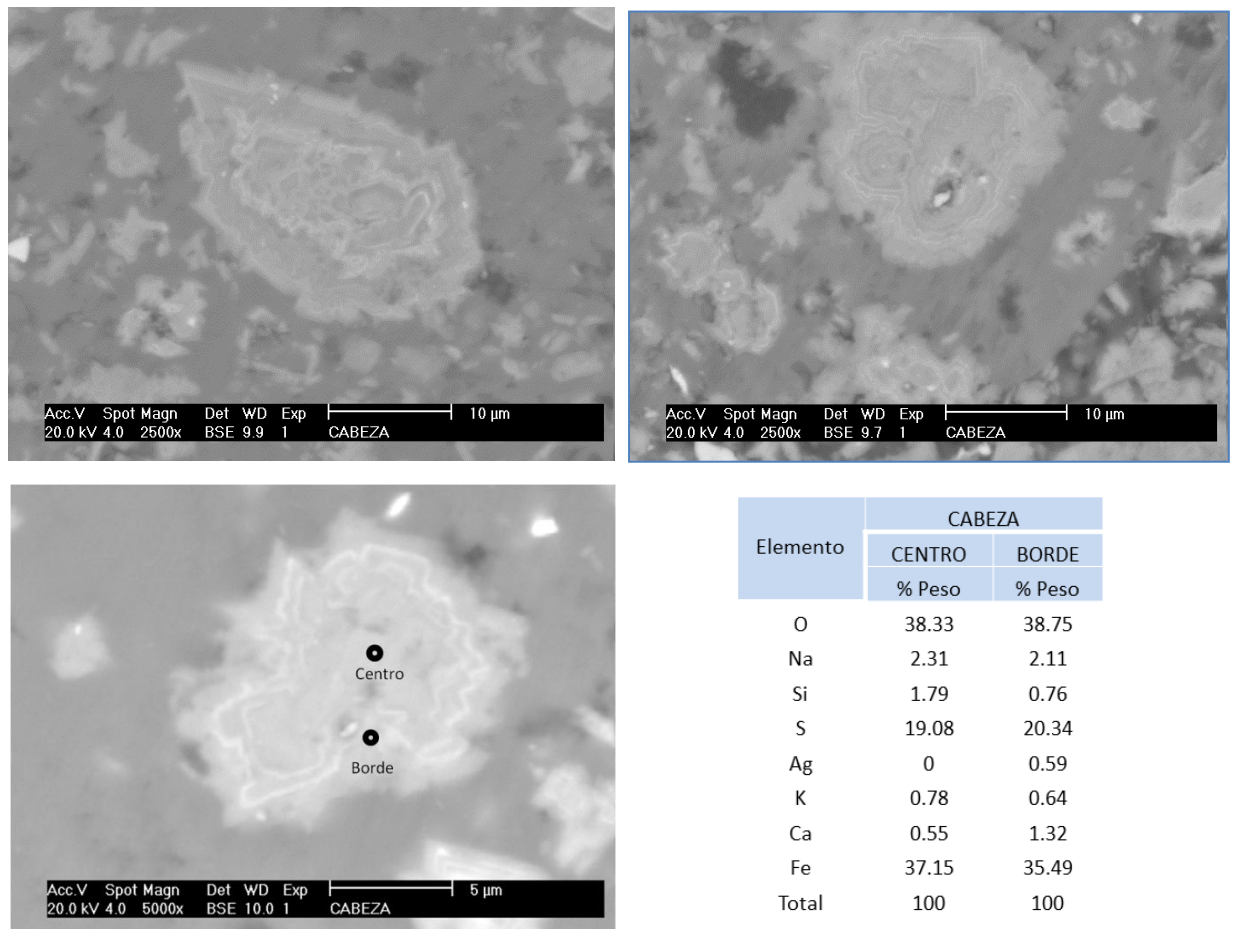 Acc.V Spot Magn Det WD Exp 10 µm
20.0 kV 4.0 2500x BSE 9.9 1 CABEZA
Acc.V Spot Magn Det WD Exp 10 µm
20.0 kV 4.0 2500x BSE 9.7 1 CABEZA
Centro
Borde
Acc.V Spot Magn Det WD Exp 5 µm
20.0 kV 4.0 5000x BSE 10.0 1 CABEZA
Elemento CABEZA
CENTRO BORDE
% Peso % Peso
O 38.33 38.75
Na 2.31 2.11
Si 1.79 0.76
S 19.08 20.34
Ag 0 0.59
K 0.78 0.64
Ca 0.55 1.32
Fe 37.15 35.49
Total 100 100